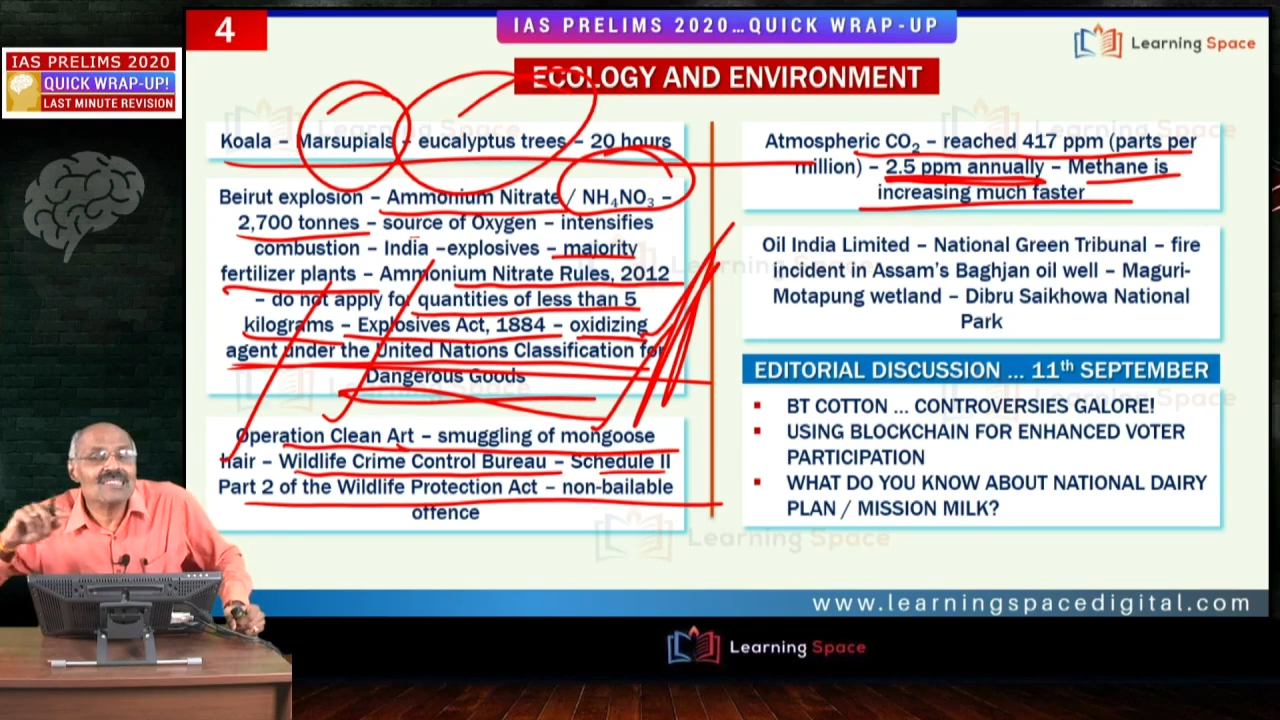 4
IAS PRELIMS 2020...QUICK WRAP-UP
Learning Space
IAS PRELIMS 2020
QUICK WRAP-UP!
LAST MINUTE REVISION
ECOLOGY AND ENVIRONMENT
Koala – Marsupials – eucalyptus trees – 20 hours
Beirut explosion – Ammonium Nitrate / NH₄NO₃ –
2,700 tonnes – source of Oxygen – intensifies
combustion – India –explosives – majority
fertilizer plants – Ammonium Nitrate Rules, 2012
– do not apply for quantities of less than 5
kilograms – Explosives Act, 1884 – oxidizing
agent under the United Nations Classification for
Dangerous Goods
Operation Clean Art – smuggling of mongoose
hair – Wildlife Crime Control Bureau – Schedule II
Part 2 of the Wildlife Protection Act – non-bailable
offence
Atmospheric CO₂ – reached 417 ppm (parts per
million) – 2.5 ppm annually – Methane is
increasing much faster
Oil India Limited – National Green Tribunal – fire
incident in Assam's Baghjan oil well – Maguri-
Motapung wetland – Dibru Saikhowa National
Park
EDITORIAL DISCUSSION ... 11th SEPTEMBER
▪ BT COTTON ... CONTROVERSIES GALORE!
▪ USING BLOCKCHAIN FOR ENHANCED VOTER
PARTICIPATION
▪ WHAT DO YOU KNOW ABOUT NATIONAL DAIRY
PLAN / MISSION MILK?
Learning Space
www.learningspacedigital.com
Learning Space